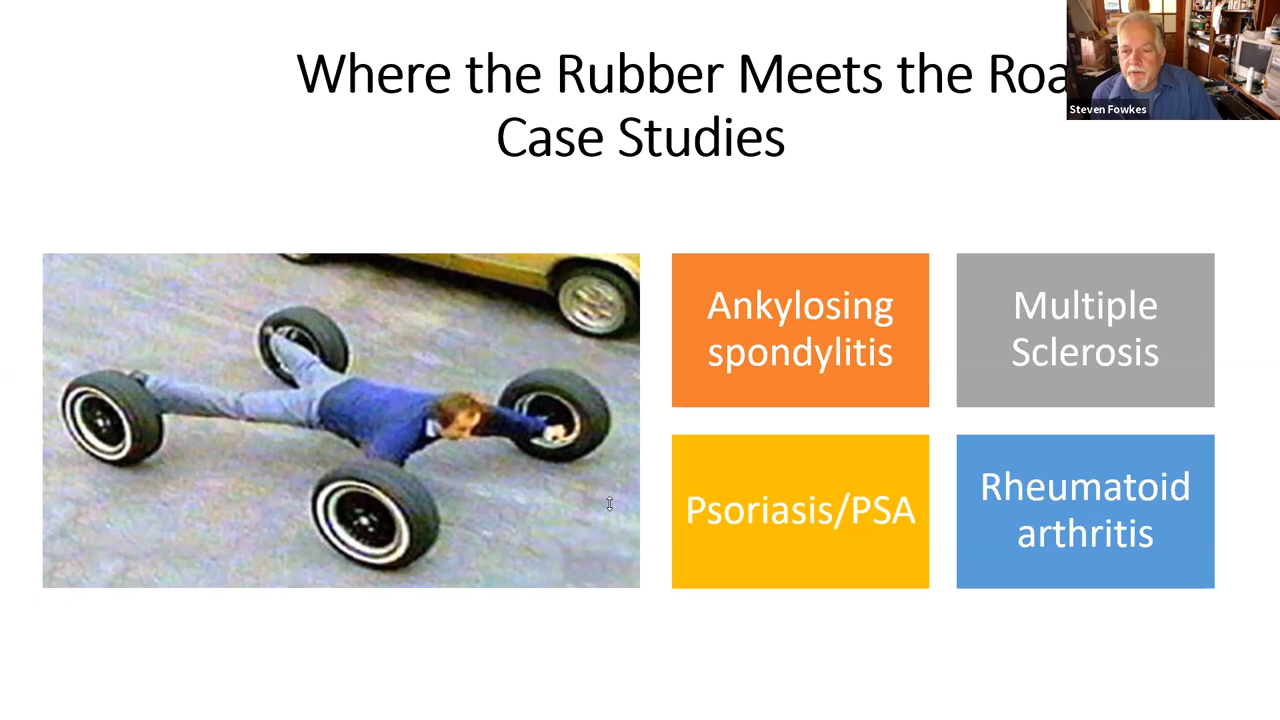 Where the Rubber Meets the Roa
Case Studies
Steven Fowkes
Ankylosing
spondylitis
Multiple
Sclerosis
Psoriasis/PSA
Rheumatoid
arthritis